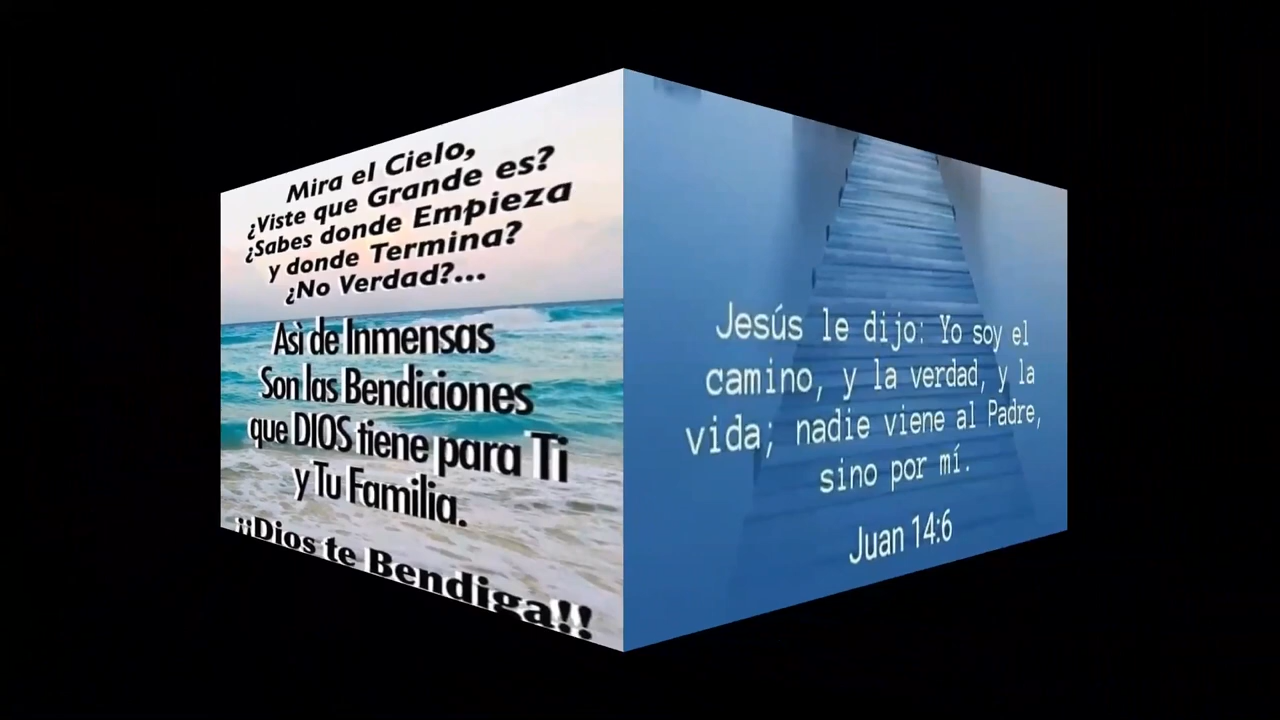 Mira el Cielo,
¿Viste que Grande es?
¿Sabes donde Empieza
y donde Termina?
¿No Verdad?...
Asì de Inmensas
Son las Bendiciones
que DIOS tiene para Ti
y Tu Familia.
¡¡Dios te Bendiga!!
Jesús le dijo: Yo soy el
camino, y la verdad, y la
vida; nadie viene al Padre,
sino por mí.
Juan 14:6